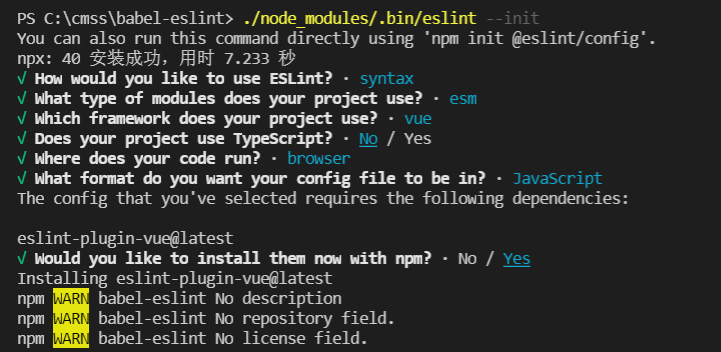 PS C:\cmss\babel-eslint> ./node_modules/.bin/eslint --init
You can also run this command directly using 'npm init @eslint/config'.
npx: 40 安装成功，用时 7.233 秒
√ How would you like to use ESLint? · syntax
√ What type of modules does your project use? · esm
√ Which framework does your project use? · vue
√ Does your project use TypeScript? · No / Yes
√ Where does your code run? · browser
√ What format do you want your config file to be in? · JavaScript
The config that you've selected requires the following dependencies:
eslint-plugin-vue@latest
√ Would you like to install them now with npm? · No / Yes
Installing eslint-plugin-vue@latest
npm WARN babel-eslint No description
npm WARN babel-eslint No repository field.
npm WARN babel-eslint No license field.